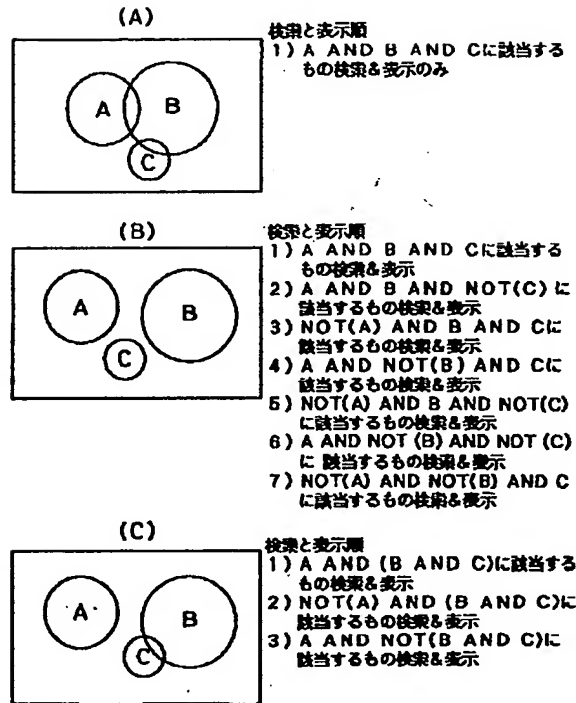 (A)
A
B
C
検索と表示順
1) A AND B AND Cに該当する
もの検索&表示のみ
(B)
A
B
C
検索と表示順
1) A AND B AND Cに該当する
もの検索&表示
2) A AND B AND NOT(C) に
該当するもの検索&表示
3) NOT(A) AND B AND Cに
該当するもの検索&表示
4) A AND NOT(B) AND Cに
該当するもの検索&表示
5) NOT(A) AND B AND NOT(C)
に該当するもの検索&表示
6) A AND NOT (B) AND NOT (C)
に 該当するもの検索&表示
7) NOT(A) AND NOT(B) AND C
に該当するもの検索&表示
(C)
A
B
C
検索と表示順
1) A AND (B AND C)に該当する
もの検索&表示
2) NOT(A) AND (B AND C)に
該当するもの検索&表示
3) A AND NOT(B AND C)に
該当するもの検索&表示